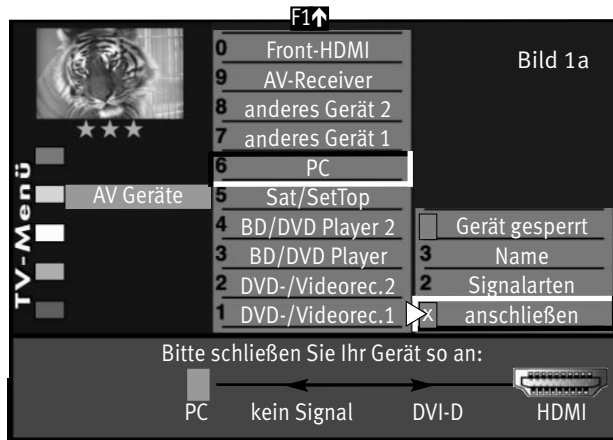 F1↑
Bild 1a
TV-Menü
AV Geräte
0 Front-HDMI
9 AV-Receiver
8 anderes Gerät 2
7 anderes Gerät 1
6 PC
5 Sat/SetTop
4 BD/DVD Player 2
3 BD/DVD Player
2 DVD-/Videorec.2
1 DVD-/Videorec.1
Gerät gesperrt
3 Name
2 Signalarten
x anschließen
Bitte schließen Sie Ihr Gerät so an:
PC kein Signal DVI-D HDMI